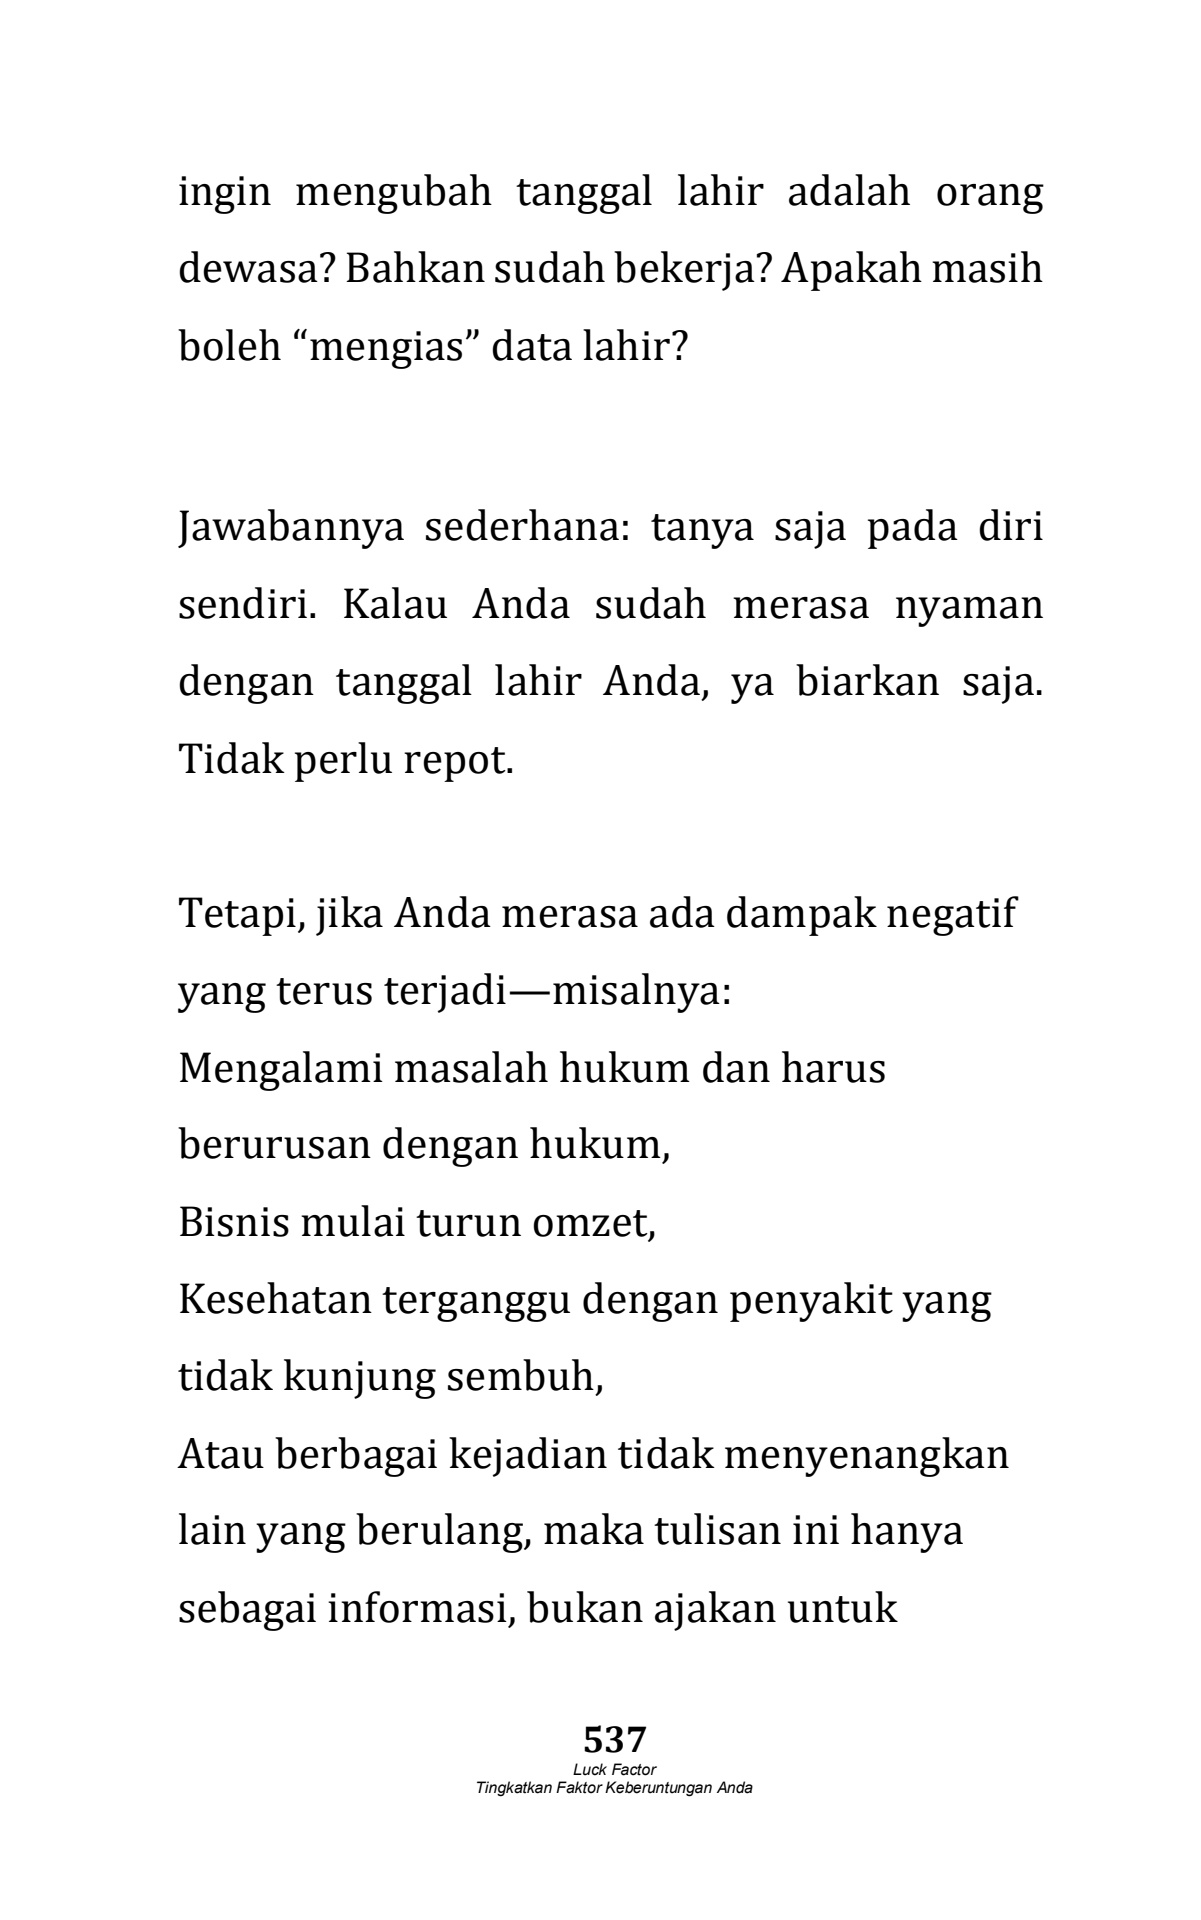 ingin mengubah tanggal lahir adalah orang
dewasa? Bahkan sudah bekerja? Apakah masih
boleh “mengias” data lahir?
Jawabannya sederhana: tanya saja pada diri
sendiri. Kalau Anda sudah merasa nyaman
dengan tanggal lahir Anda, ya biarkan saja.
Tidak perlu repot.
Tetapi, jika Anda merasa ada dampak negatif
yang terus terjadi—misalnya:
Mengalami masalah hukum dan harus
berurusan dengan hukum,
Bisnis mulai turun omzet,
Kesehatan terganggu dengan penyakit yang
tidak kunjung sembuh,
Atau berbagai kejadian tidak menyenangkan
lain yang berulang, maka tulisan ini hanya
sebagai informasi, bukan ajakan untuk
537
Luck Factor
Tingkatkan Faktor Keberuntungan Anda